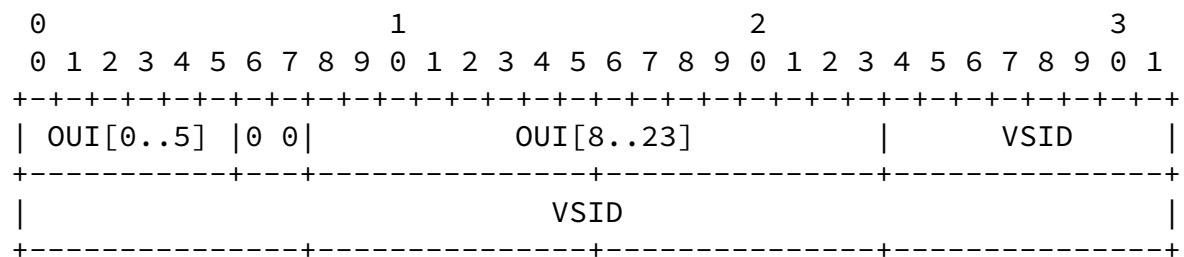 0                   1                   2                   3
 0 1 2 3 4 5 6 7 8 9 0 1 2 3 4 5 6 7 8 9 0 1 2 3 4 5 6 7 8 9 0 1
+-+-+-+-+-+-+-+-+-+-+-+-+-+-+-+-+-+-+-+-+-+-+-+-+-+-+-+-+-+-+-+-+
| OUI[0..5] |0 0|           OUI[8..23]          |      VSID     |
+-----------+---+---------------+---------------+---------------+
|                             VSID                              |
+---------------+---------------+---------------+---------------+